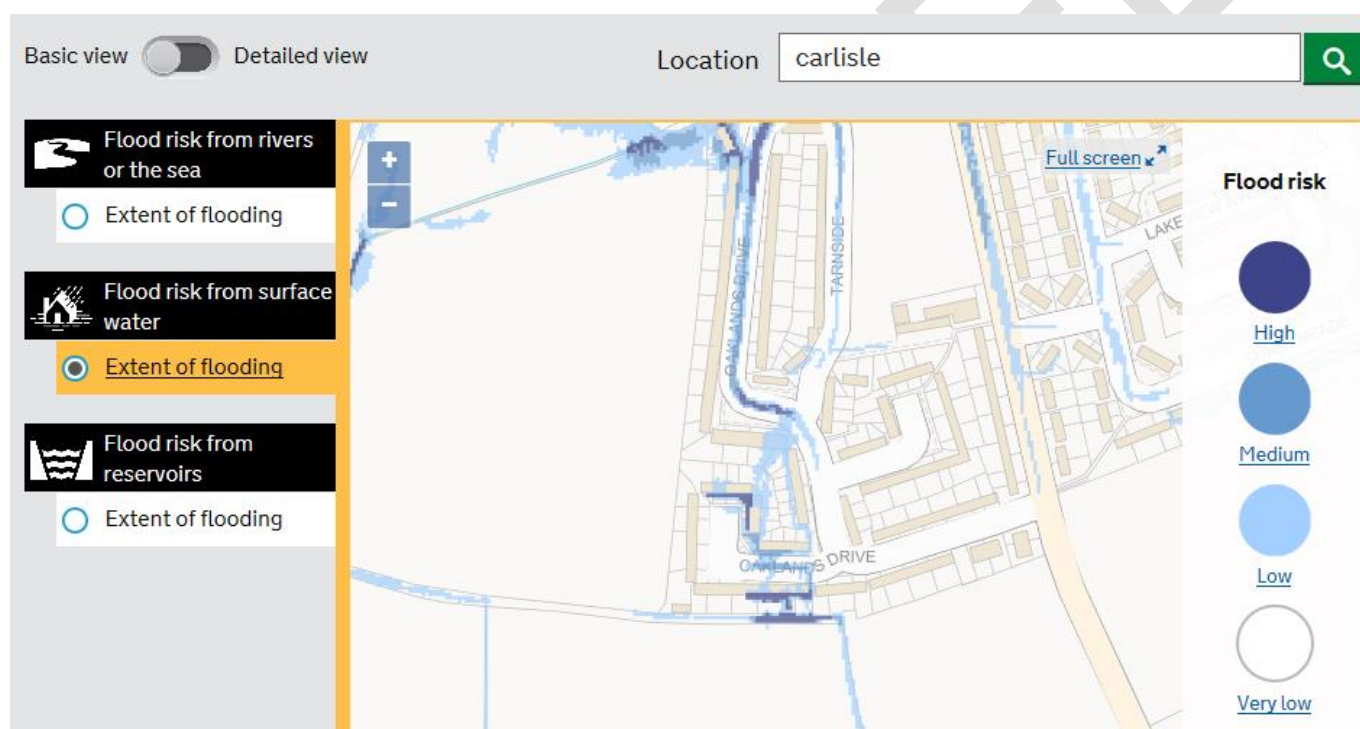 Basic view
Detailed view
Location
carlisle
Flood risk from rivers
or the sea
Extent of flooding
Flood risk from surface
water
Extent of flooding
Flood risk from
reservoirs
Extent of flooding
+
−
Full screen
OAKLANDS DRIVE
TARNSIDE
LAKE
OAKLANDS DRIVE
Flood risk
High
Medium
Low
Very low